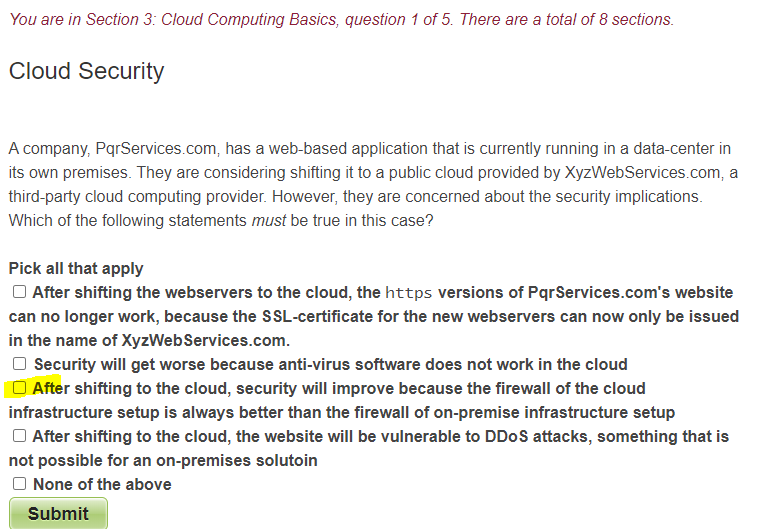 You are in Section 3: Cloud Computing Basics, question 1 of 5. There are a total of 8 sections.
Cloud Security
A company, PqrServices.com, has a web-based application that is currently running in a data-center in
its own premises. They are considering shifting it to a public cloud provided by XyzWebServices.com, a
third-party cloud computing provider. However, they are concerned about the security implications.
Which of the following statements must be true in this case?
Pick all that apply
After shifting the webservers to the cloud, the https versions of PqrServices.com's website
can no longer work, because the SSL-certificate for the new webservers can now only be issued
in the name of XyzWebServices.com.
Security will get worse because anti-virus software does not work in the cloud
After shifting to the cloud, security will improve because the firewall of the cloud
infrastructure setup is always better than the firewall of on-premise infrastructure setup
After shifting to the cloud, the website will be vulnerable to DDoS attacks, something that is
not possible for an on-premises solutoin
None of the above
Submit